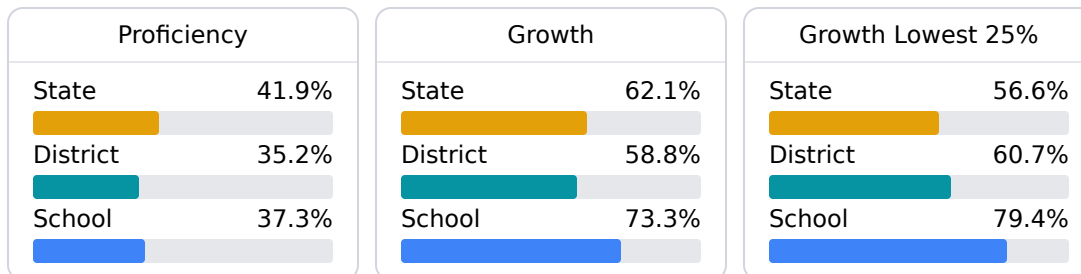 Proficiency
State 41.9%
District 35.2%
School 37.3%
Growth
State 62.1%
District 58.8%
School 73.3%
Growth Lowest 25%
State 56.6%
District 60.7%
School 79.4%